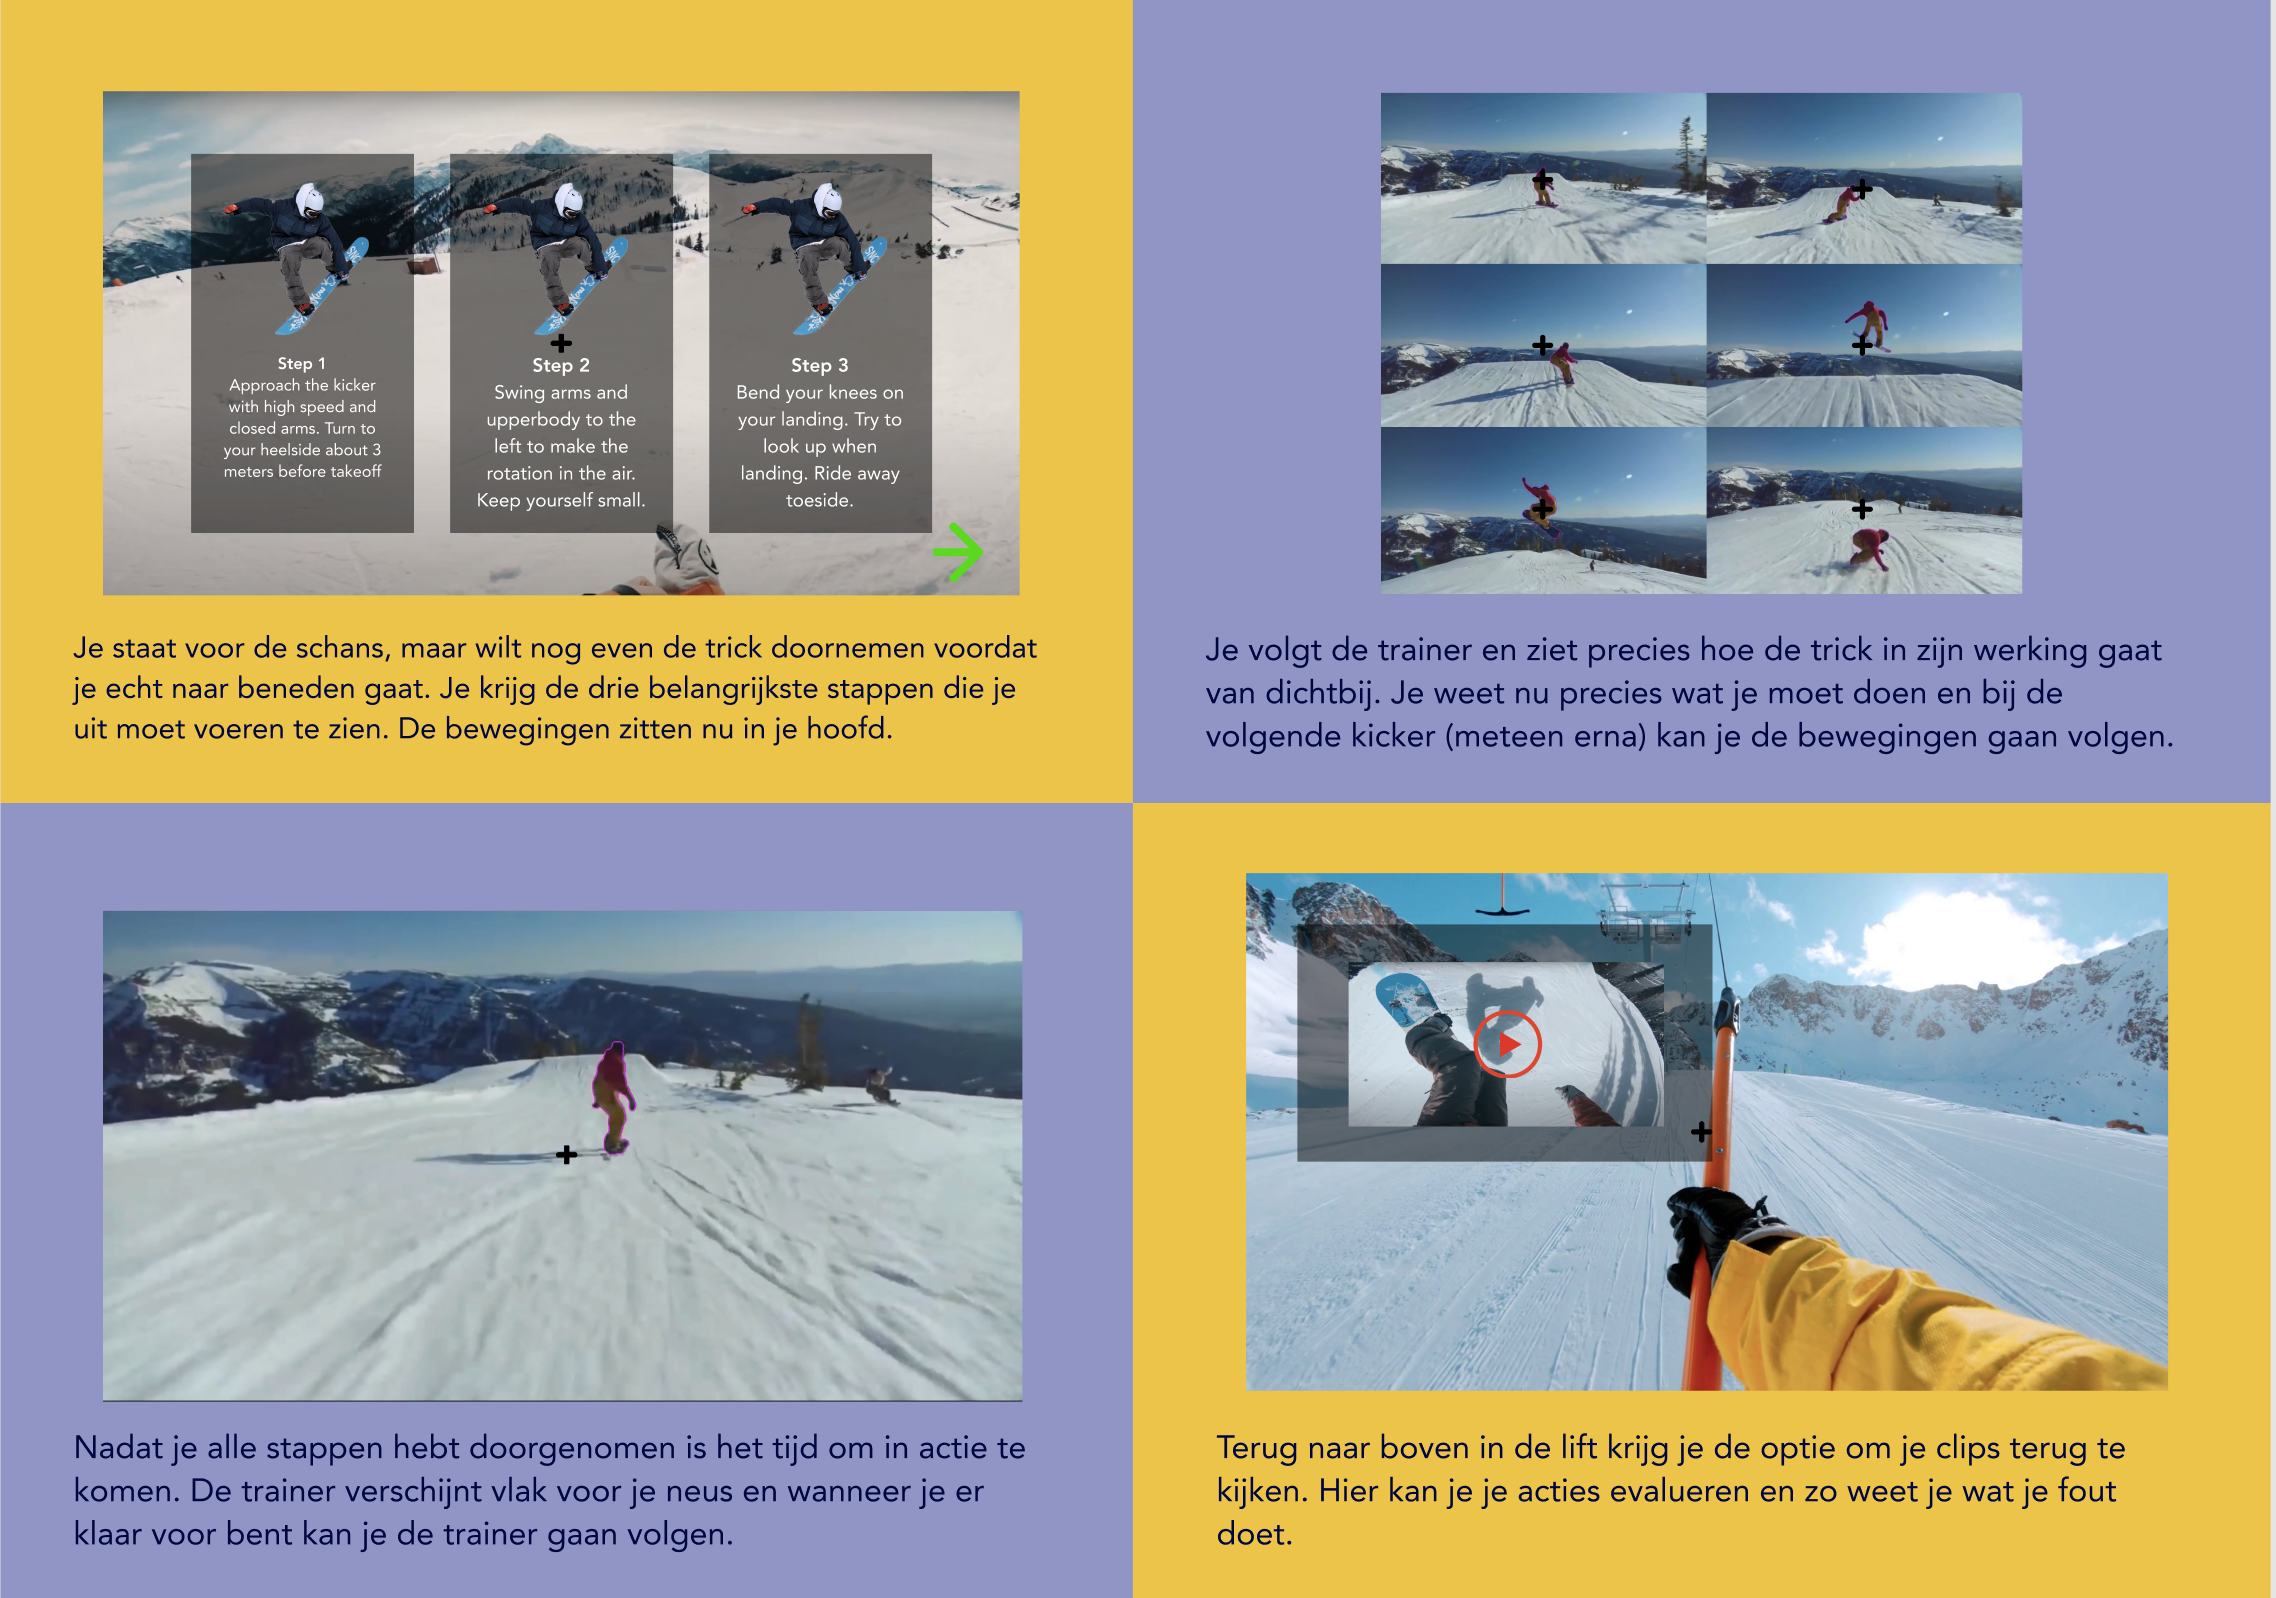 Step 1
Approach the kicker
with high speed and
closed arms. Turn to
your heelside about 3
meters before takeoff
Step 2
Swing arms and
upperbody to the
left to make the
rotation in the air.
Keep yourself small.
Step 3
Bend your knees on
your landing. Try to
look up when
landing. Ride away
toeside.
Je staat voor de schans, maar wilt nog even de trick doornemen voordat
je echt naar beneden gaat. Je krijg de drie belangrijkste stappen die je
uit moet voeren te zien. De bewegingen zitten nu in je hoofd.
Je volgt de trainer en ziet precies hoe de trick in zijn werking gaat
van dichtbij. Je weet nu precies wat je moet doen en bij de
volgende kicker (meteen erna) kan je de bewegingen gaan volgen.
Nadat je alle stappen hebt doorgenomen is het tijd om in actie te
komen. De trainer verschijnt vlak voor je neus en wanneer je er
klaar voor bent kan je de trainer gaan volgen.
Terug naar boven in de lift krijg je de optie om je clips terug te
kijken. Hier kan je je acties evalueren en zo weet je wat je fout
doet.